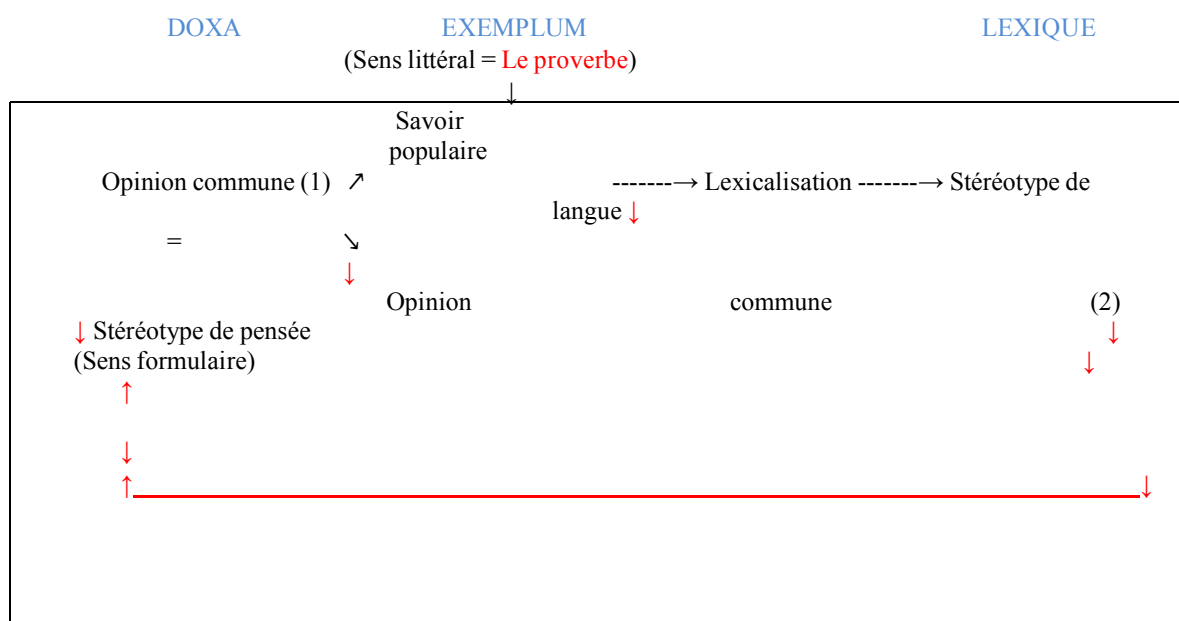 DOXA EXEMPLUM LEXIQUE
(Sens littéral = Le proverbe)
↓
Savoir
populaire
Opinion commune (1) ↗ -------→ Lexicalisation -------→ Stéréotype de
langue ↓
= ↘
↓
Opinion commune (2)
↓ Stéréotype de pensée ↓
(Sens formulaire) ↓
↑
↓
↑ ↓